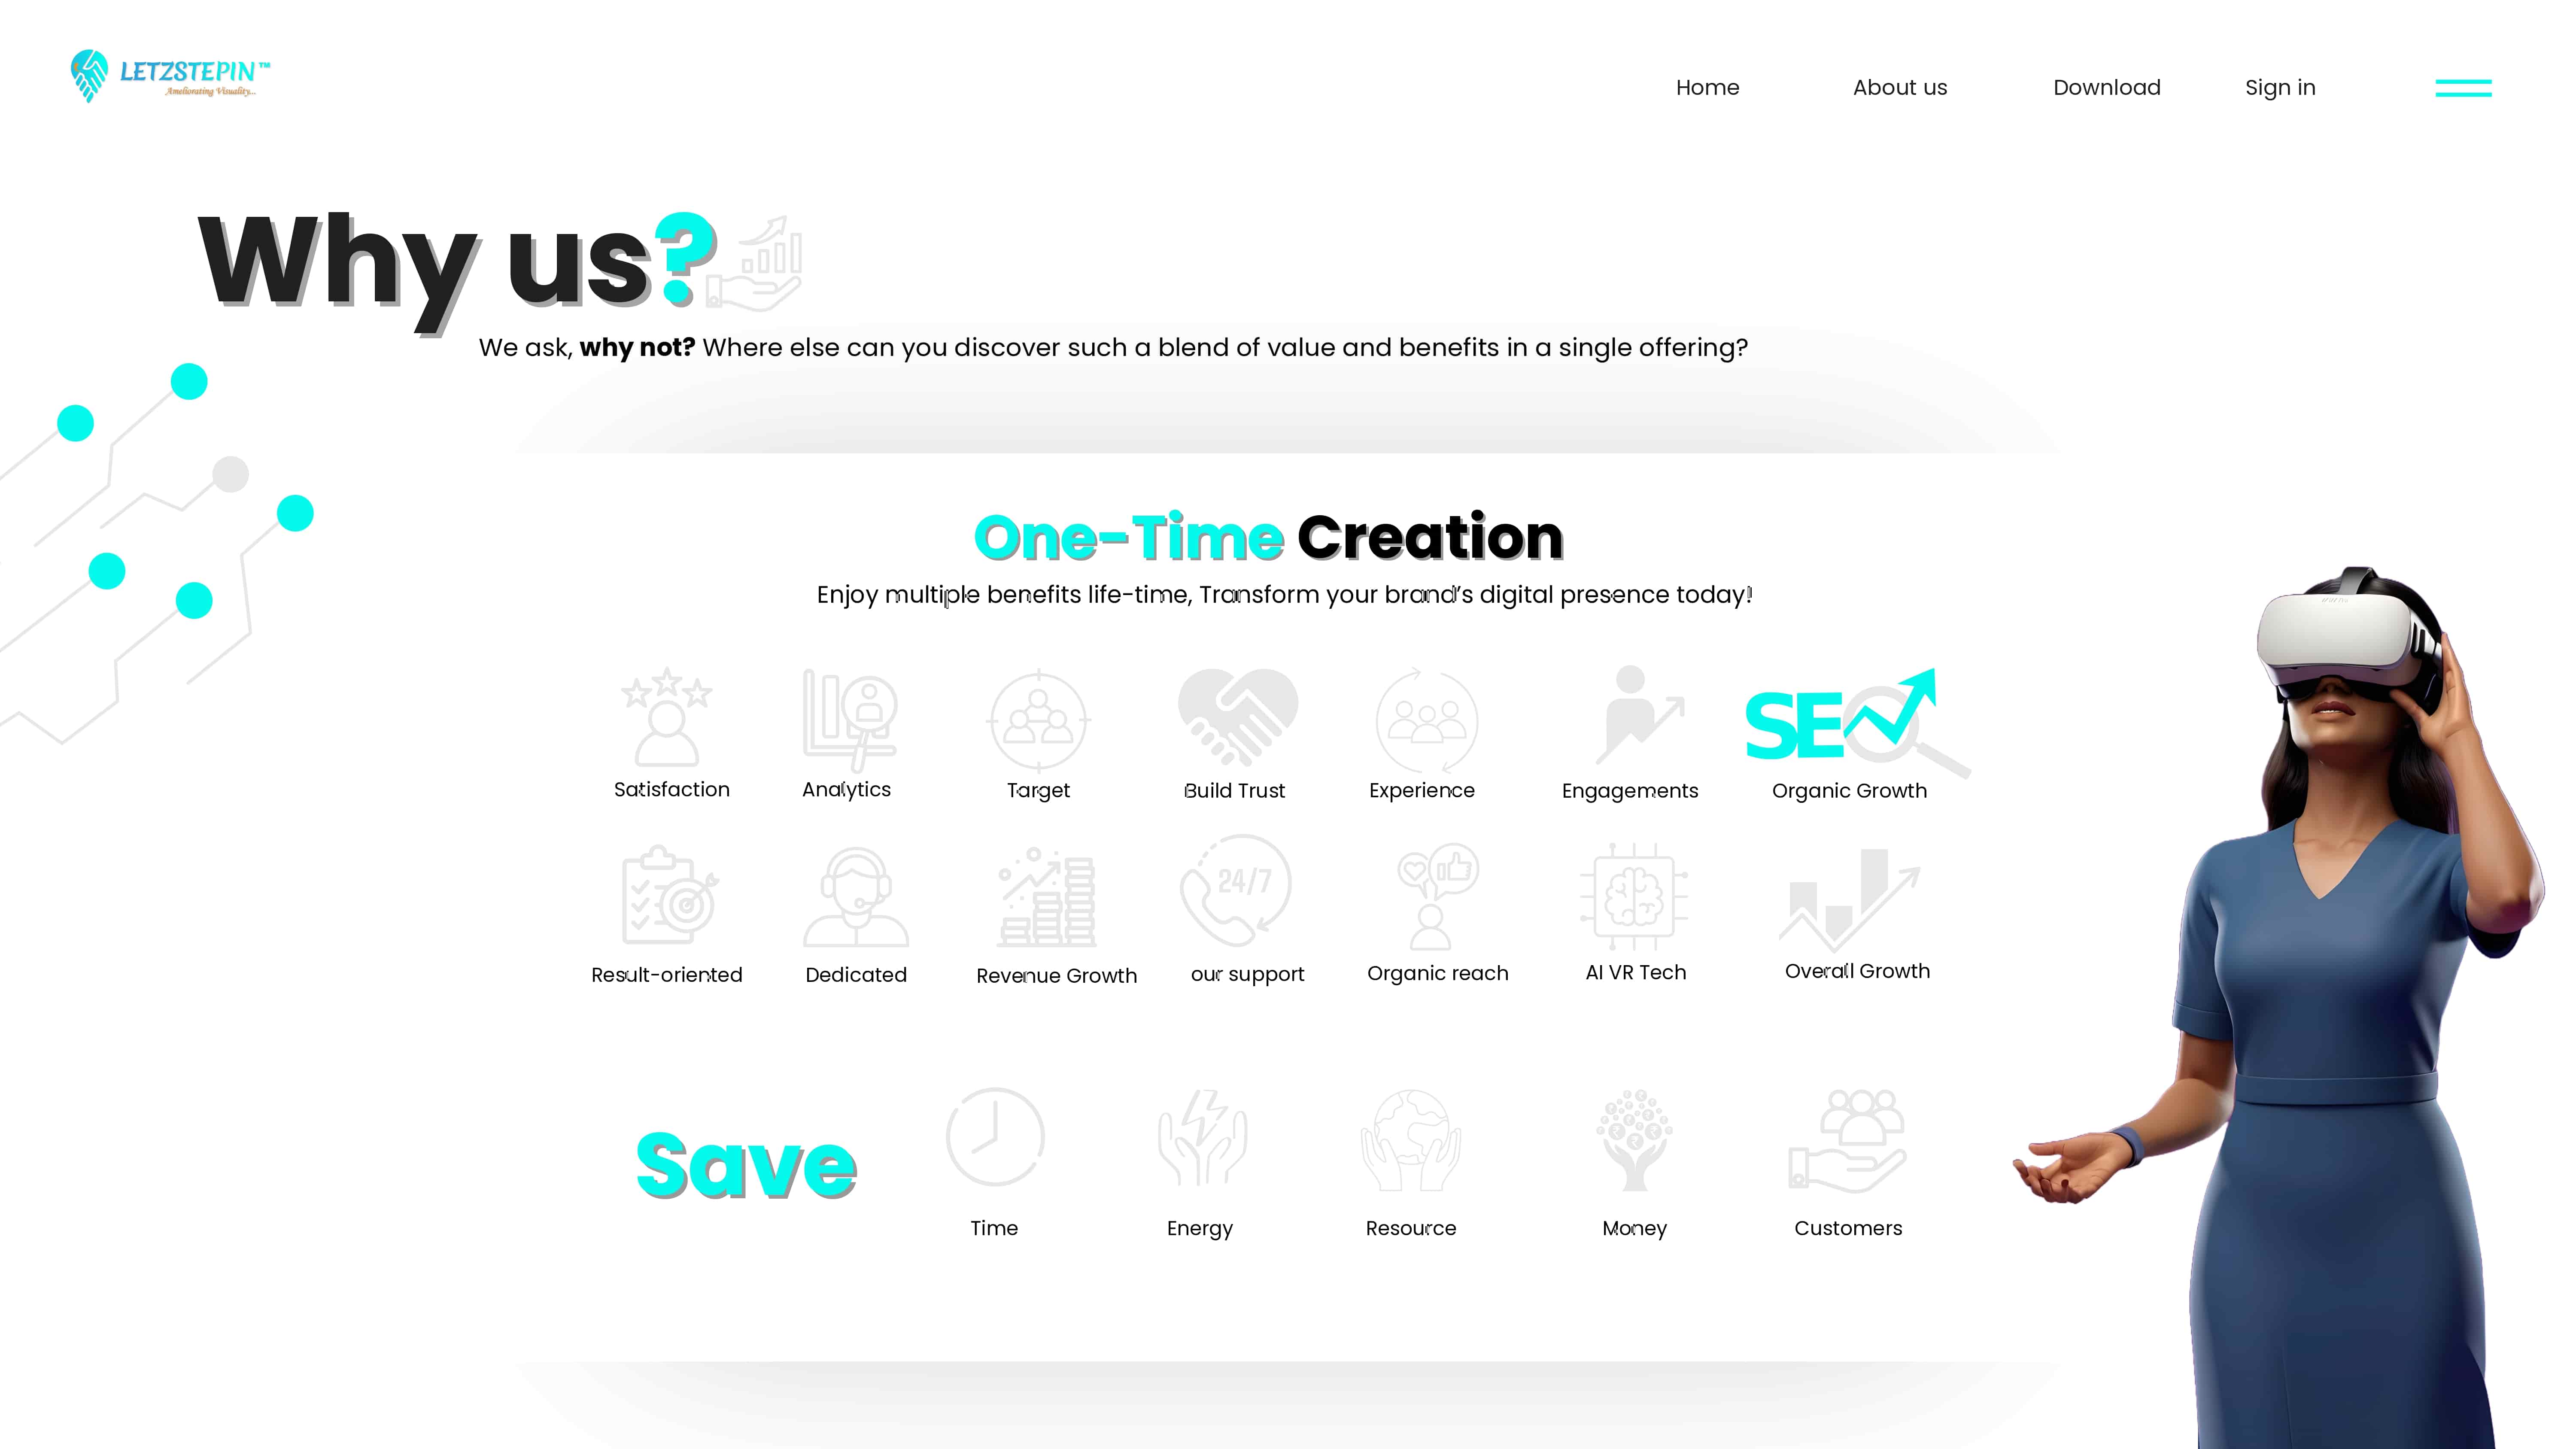 LETZSTEPIN™
Ameliorating Visuality...
Home About us Download Sign in
Why us?
We ask, why not? Where else can you discover such a blend of value and benefits in a single offering?
One-Time Creation
Enjoy multiple benefits life-time, Transform your brand's digital presence today!
SE
Satisfaction Analytics Target Build Trust Experience Engagements Organic Growth
24/7
Result-oriented Dedicated Revenue Growth our support Organic reach AI VR Tech Overall Growth
Save
Time Energy Resource Money Customers